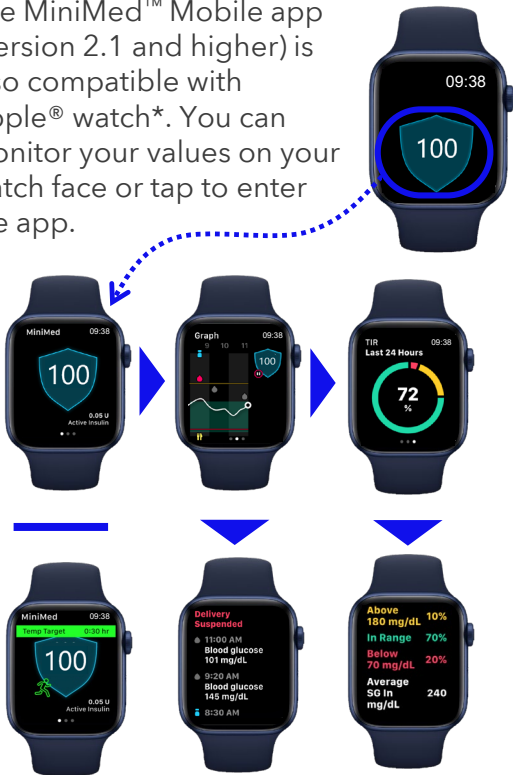 e MiniMed™ Mobile app
ersion 2.1 and higher) is
so compatible with
pple® watch*. You can
onitor your values on your
atch face or tap to enter
e app.
09:38
100
MiniMed 09:38
100
0.05 U
Active Insulin
Graph 09:38
9 10 11
100
TIR 09:38
Last 24 Hours
72
%
MiniMed 09:38
Temp Target 0:30 hr
100
0.05 U
Active Insulin
Delivery
Suspended
11:00 AM
Blood glucose
101 mg/dL
9:20 AM
Blood glucose
145 mg/dL
8:30 AM
Above
180 mg/dL 10%
In Range 70%
Below
70 mg/dL 20%
Average
SG In
mg/dL 240